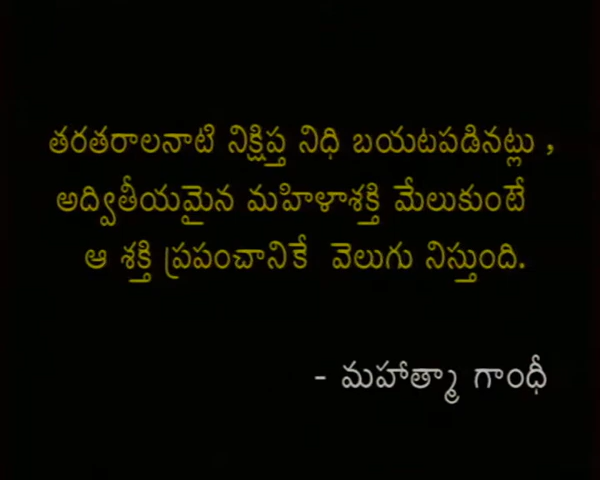 తరతరాలనాటి నిక్షిప్త నిధి బయటపడినట్లు ,
అద్వితీయమైన మహిళాశక్తి మేలుకుంటే
ఆ శక్తి ప్రపంచానికే వెలుగు నిస్తుంది.
- మహాత్మా గాంధీ